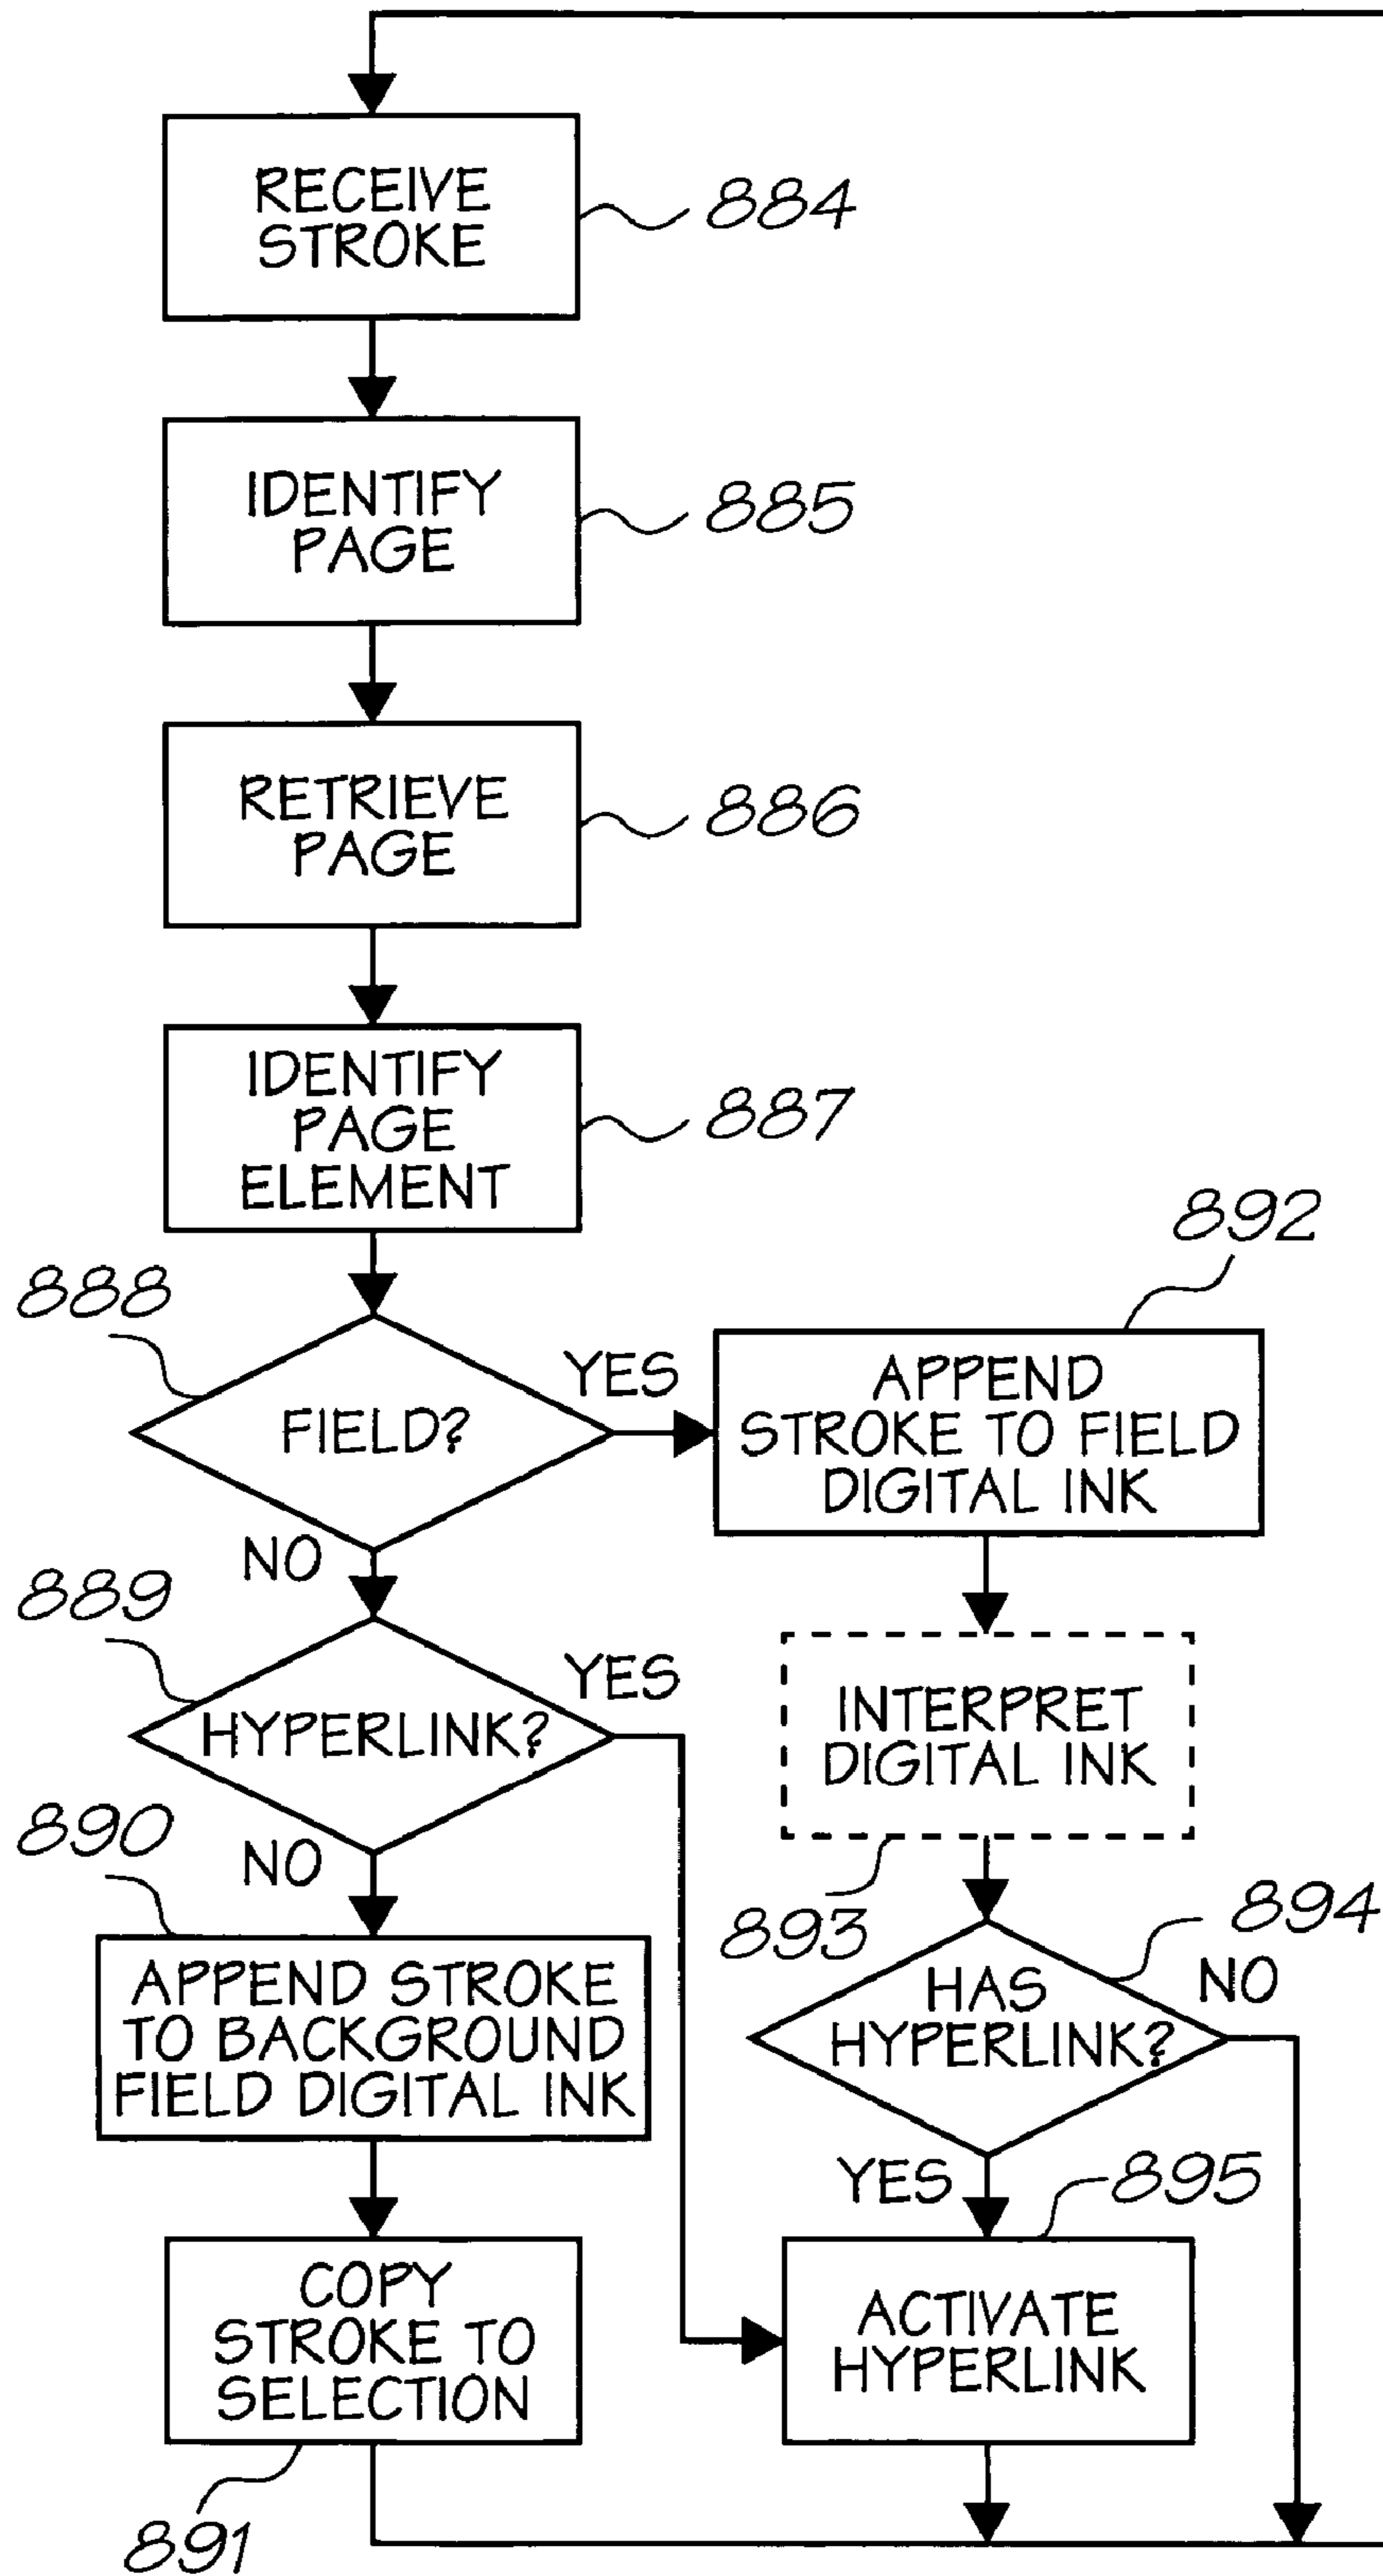 RECEIVE
STROKE
884
IDENTIFY
PAGE
885
RETRIEVE
PAGE
886
IDENTIFY
PAGE
ELEMENT
887
888
FIELD?
YES
NO
892
APPEND
STROKE TO FIELD
DIGITAL INK
889
HYPERLINK?
YES
NO
INTERPRET
DIGITAL INK
893
890
APPEND STROKE
TO BACKGROUND
FIELD DIGITAL INK
894
HAS
HYPERLINK?
NO
YES
895
COPY
STROKE TO
SELECTION
891
ACTIVATE
HYPERLINK